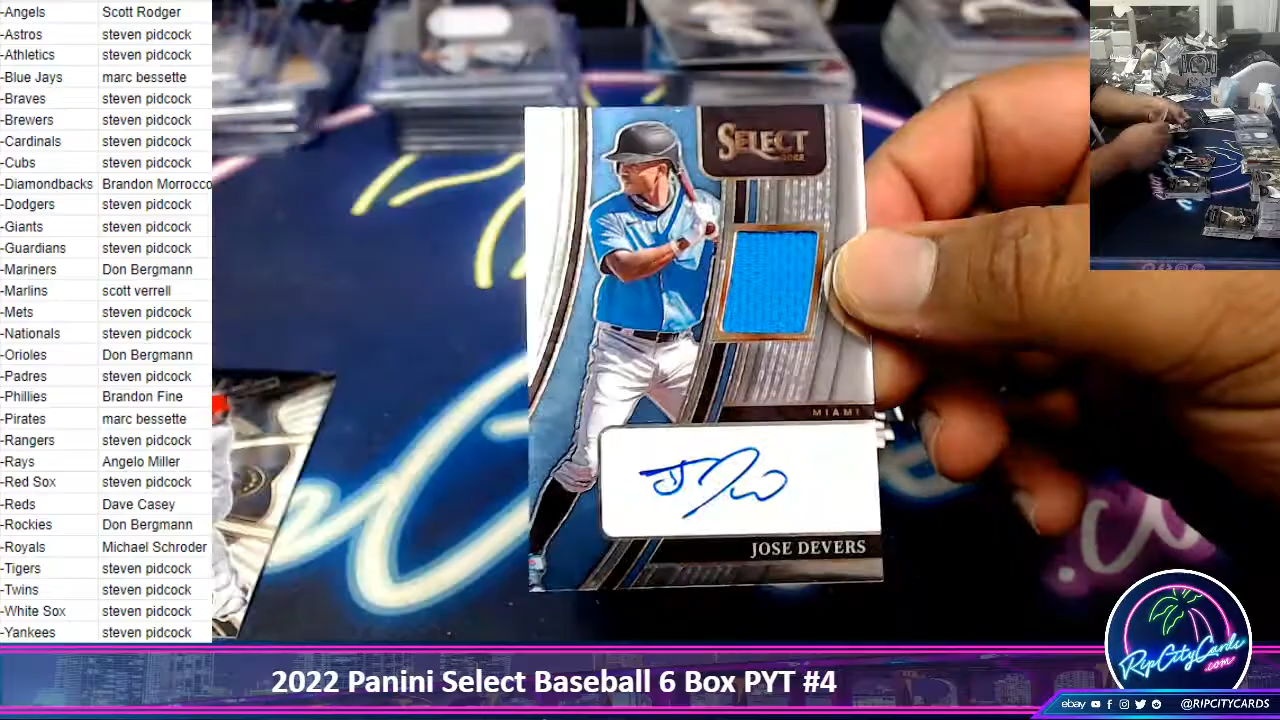 -Angels Scott Rodger
-Astros steven pidcock
-Athletics steven pidcock
-Blue Jays marc bessette
-Braves steven pidcock
-Brewers steven pidcock
-Cardinals steven pidcock
-Cubs steven pidcock
-Diamondbacks Brandon Morrocco
-Dodgers steven pidcock
-Giants steven pidcock
-Guardians steven pidcock
-Mariners Don Bergmann
-Marlins scott verrell
-Mets steven pidcock
-Nationals steven pidcock
-Orioles Don Bergmann
-Padres steven pidcock
-Phillies Brandon Fine
-Pirates marc bessette
-Rangers steven pidcock
-Rays Angelo Miller
-Red Sox steven pidcock
-Reds Dave Casey
-Rockies Don Bergmann
-Royals Michael Schroder
-Tigers steven pidcock
-Twins steven pidcock
-White Sox steven pidcock
-Yankees steven pidcock
SELECT
2022
MIAMI
JOSE DEVERS
RipCityCards
.com
2022 Panini Select Baseball 6 Box PYT #4
ebay @RIPCITYCARDS